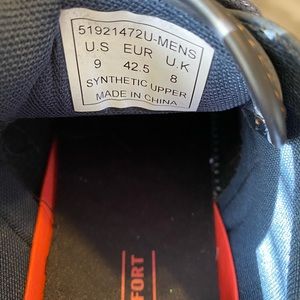 51921472U-MENS
U.S EUR U.K
9 42.5 8
SYNTHETIC UPPER
MADE IN CHINA
FORT